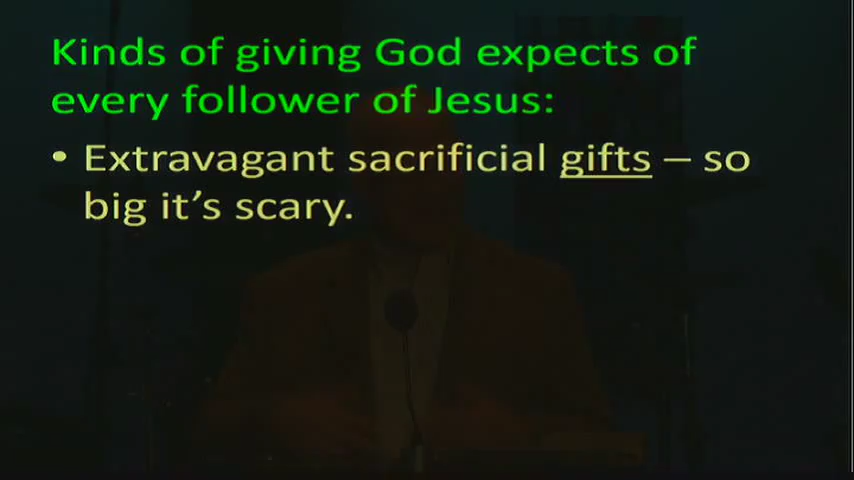 Kinds of giving God expects of
every follower of Jesus:
• Extravagant sacrificial gifts – so
big it's scary.